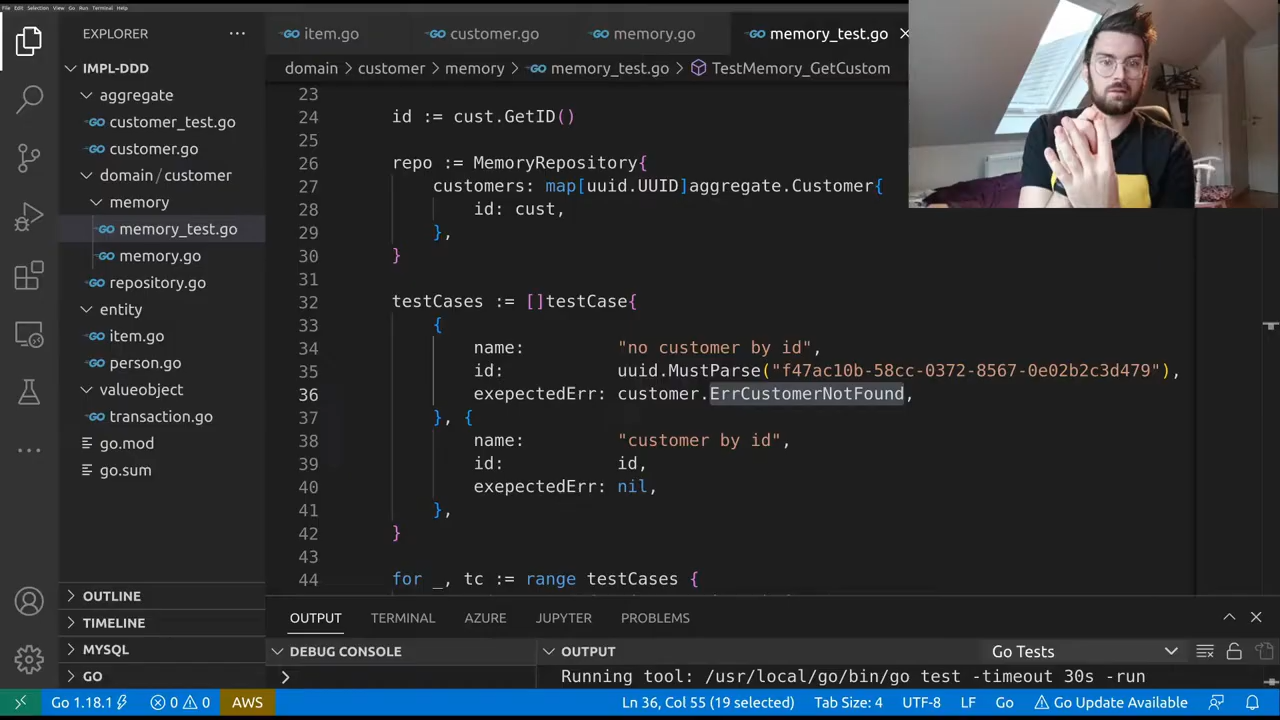 File Edit Selection View Go Run Terminal Help
EXPLORER
IMPL-DDD
aggregate
customer_test.go
customer.go
domain / customer
memory
memory_test.go
memory.go
repository.go
entity
item.go
person.go
valueobject
transaction.go
go.mod
go.sum
OUTLINE
TIMELINE
MYSQL
GO
item.go customer.go memory.go memory_test.go
domain > customer > memory > memory_test.go > TestMemory_GetCustom
23
24 id := cust.GetID()
25
26 repo := MemoryRepository{
27 customers: map[uuid.UUID]aggregate.Customer{
28 id: cust,
29 },
30 }
31
32 testCases := []testCase{
33 {
34 name: "no customer by id",
35 id: uuid.MustParse("f47ac10b-58cc-0372-8567-0e02b2c3d479"),
36 exepectedErr: customer.ErrCustomerNotFound,
37 }, {
38 name: "customer by id",
39 id: id,
40 exepectedErr: nil,
41 },
42 }
43
44 for _, tc := range testCases {
OUTPUT TERMINAL AZURE JUPYTER PROBLEMS
DEBUG CONSOLE
OUTPUT Go Tests
Running tool: /usr/local/go/bin/go test -timeout 30s -run
Go 1.18.1 0 0 AWS Ln 36, Col 55 (19 selected) Tab Size: 4 UTF-8 LF Go Go Update Available